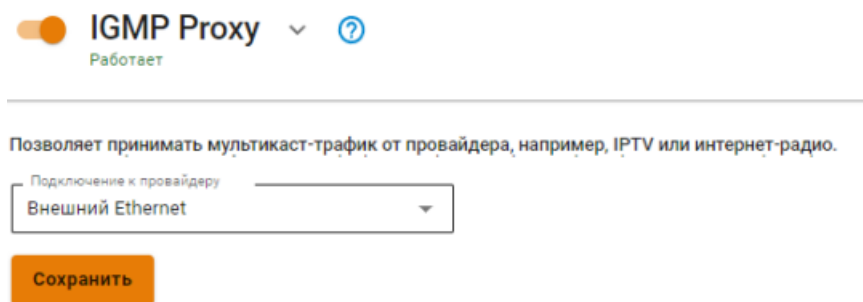 IGMP Proxy
Работает
Позволяет принимать мультикаст-трафик от провайдера, например, IPTV или интернет-радио.
Подключение к провайдеру
Внешний Ethernet
Сохранить